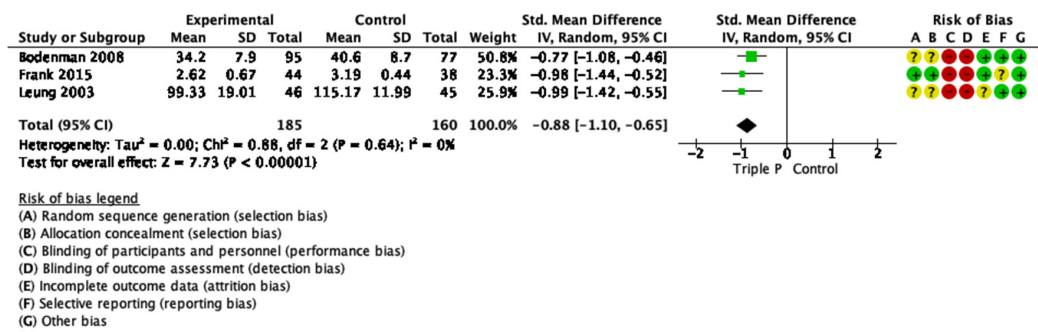 Experimental Control Std. Mean Difference Std. Mean Difference Risk of Bias
Study or Subgroup Mean SD Total Mean SD Total Weight IV, Random, 95% CI IV, Random, 95% CI A B C D E F G
Bodenman 2008 34.2 7.9 95 40.6 8.7 77 50.8% -0.77 [-1.08, -0.46] ? ? - - + + +
Frank 2015 2.62 0.67 44 3.19 0.44 38 23.3% -0.98 [-1.44, -0.52] + + - - + ? +
Leung 2003 99.33 19.01 46 115.17 11.99 45 25.9% -0.99 [-1.42, -0.55] ? ? - - ? + +
Total (95% CI) 185 160 100.0% -0.88 [-1.10, -0.65]
Heterogeneity: Tau² = 0.00; Chi² = 0.88, df = 2 (P = 0.64); I² = 0%
Test for overall effect: Z = 7.73 (P < 0.00001)
-2 -1 0 1 2
Triple P Control
Risk of bias legend
(A) Random sequence generation (selection bias)
(B) Allocation concealment (selection bias)
(C) Blinding of participants and personnel (performance bias)
(D) Blinding of outcome assessment (detection bias)
(E) Incomplete outcome data (attrition bias)
(F) Selective reporting (reporting bias)
(G) Other bias